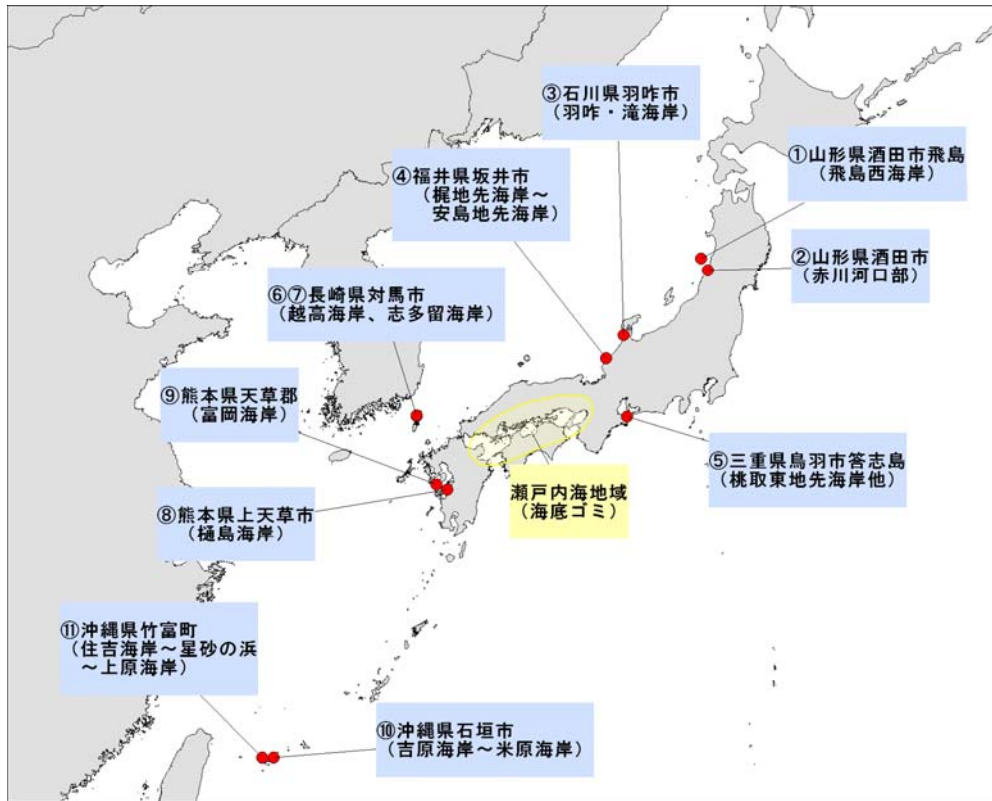 ③石川県羽咋市
（羽咋・滝海岸）
①山形県酒田市飛島
（飛島西海岸）
④福井県坂井市
（梶地先海岸～
安島地先海岸）
②山形県酒田市
（赤川河口部）
⑥⑦長崎県対馬市
（越高海岸、志多留海岸）
⑨熊本県天草郡
（富岡海岸）
⑤三重県鳥羽市答志島
（桃取東地先海岸他）
瀬戸内海地域
（海底ゴミ）
⑧熊本県上天草市
（樋島海岸）
⑪沖縄県竹富町
（住吉海岸～星砂の浜
～上原海岸）
⑩沖縄県石垣市
（吉原海岸～米原海岸）